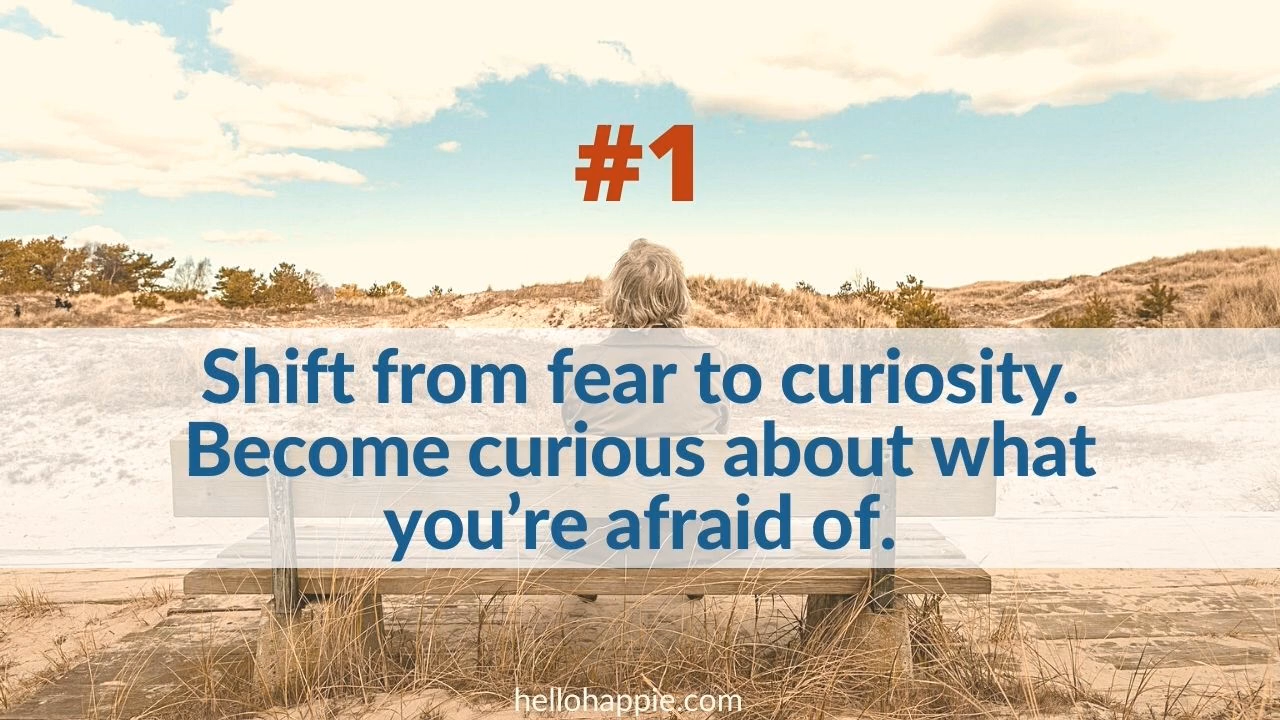 #1
Shift from fear to curiosity.
Become curious about what
you’re afraid of.
hellohappie.com